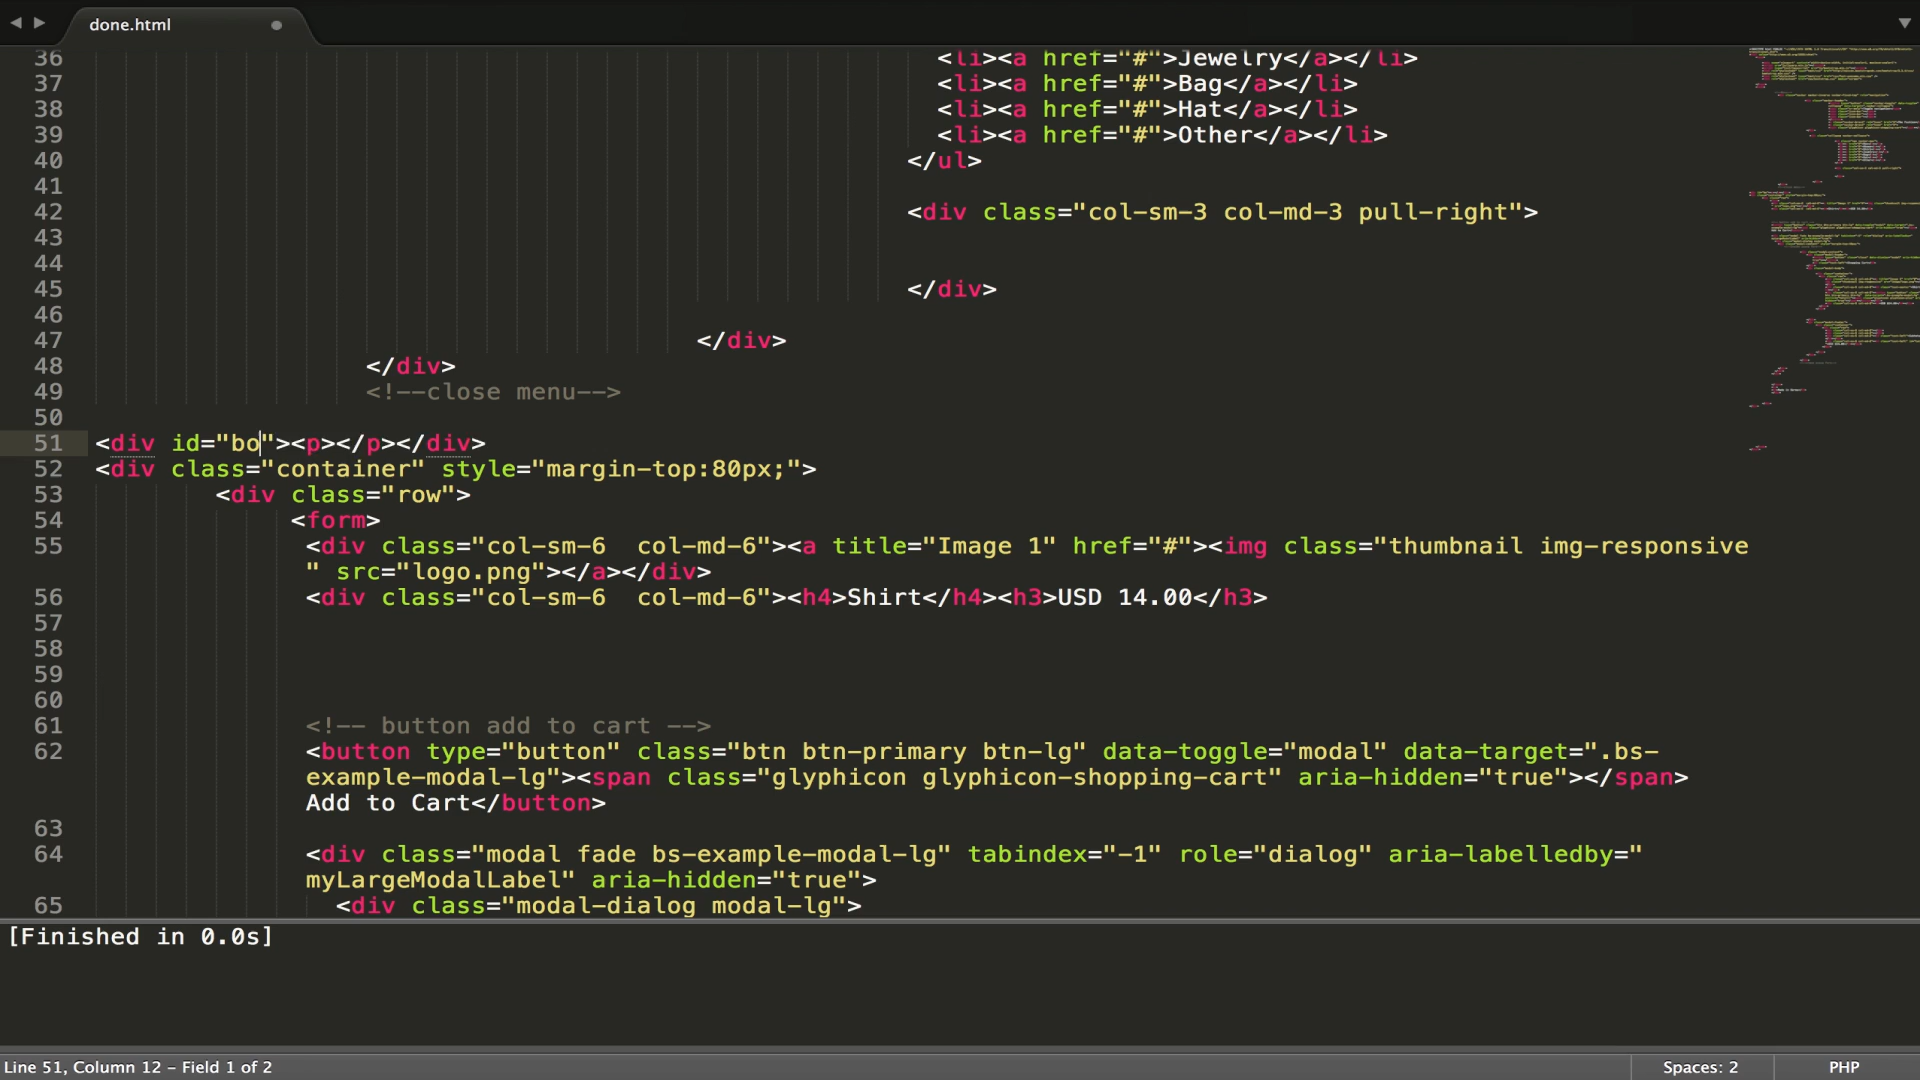 done.html
36 <li><a href="#">Jewelry</a></li>
37 <li><a href="#">Bag</a></li>
38 <li><a href="#">Hat</a></li>
39 <li><a href="#">Other</a></li>
40 </ul>
41
42 <div class="col-sm-3 col-md-3 pull-right">
43
44
45 </div>
46
47 </div>
48 </div>
49 <!--close menu-->
50
51 <div id="bo"><p></p></div>
52 <div class="container" style="margin-top:80px;">
53 <div class="row">
54 <form>
55 <div class="col-sm-6  col-md-6"><a title="Image 1" href="#"><img class="thumbnail img-responsive
" src="logo.png"></a></div>
56 <div class="col-sm-6  col-md-6"><h4>Shirt</h4><h3>USD 14.00</h3>
57
58
59
60
61 <!-- button add to cart -->
62 <button type="button" class="btn btn-primary btn-lg" data-toggle="modal" data-target=".bs-
example-modal-lg"><span class="glyphicon glyphicon-shopping-cart" aria-hidden="true"></span>
Add to Cart</button>
63
64 <div class="modal fade bs-example-modal-lg" tabindex="-1" role="dialog" aria-labelledby="
myLargeModalLabel" aria-hidden="true">
65 <div class="modal-dialog modal-lg">
[Finished in 0.0s]
Line 51, Column 12 – Field 1 of 2
Spaces: 2
PHP